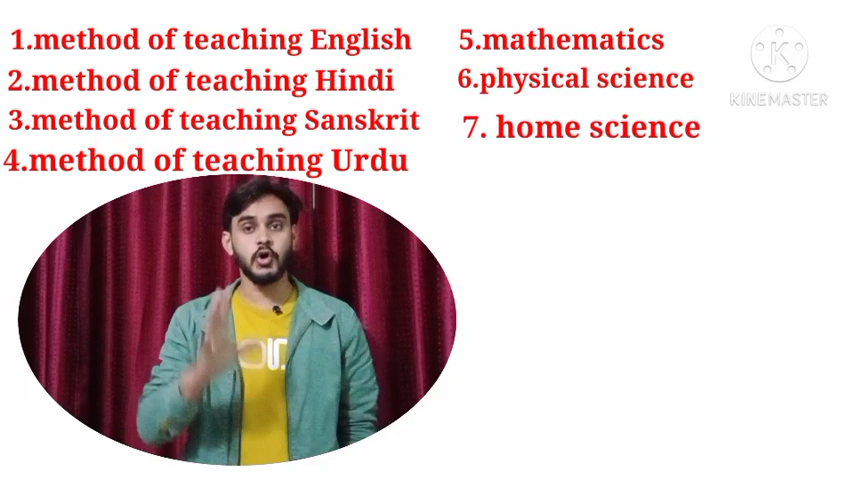 1.method of teaching English
2.method of teaching Hindi
3.method of teaching Sanskrit
4.method of teaching Urdu
5.mathematics
6.physical science
7. home science
K
KINEMASTER